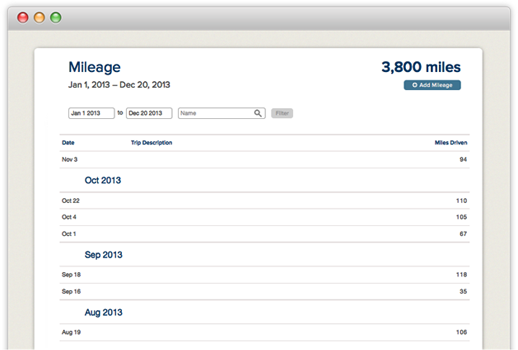 Mileage 3,800 miles
Jan 1, 2013 – Dec 20, 2013 Add Mileage
Jan 1 2013 to Dec 20 2013 Name Filter
Date Trip Description Miles Driven
Nov 3 94
Oct 2013
Oct 22 110
Oct 4 105
Oct 1 67
Sep 2013
Sep 18 118
Sep 16 35
Aug 2013
Aug 19 106